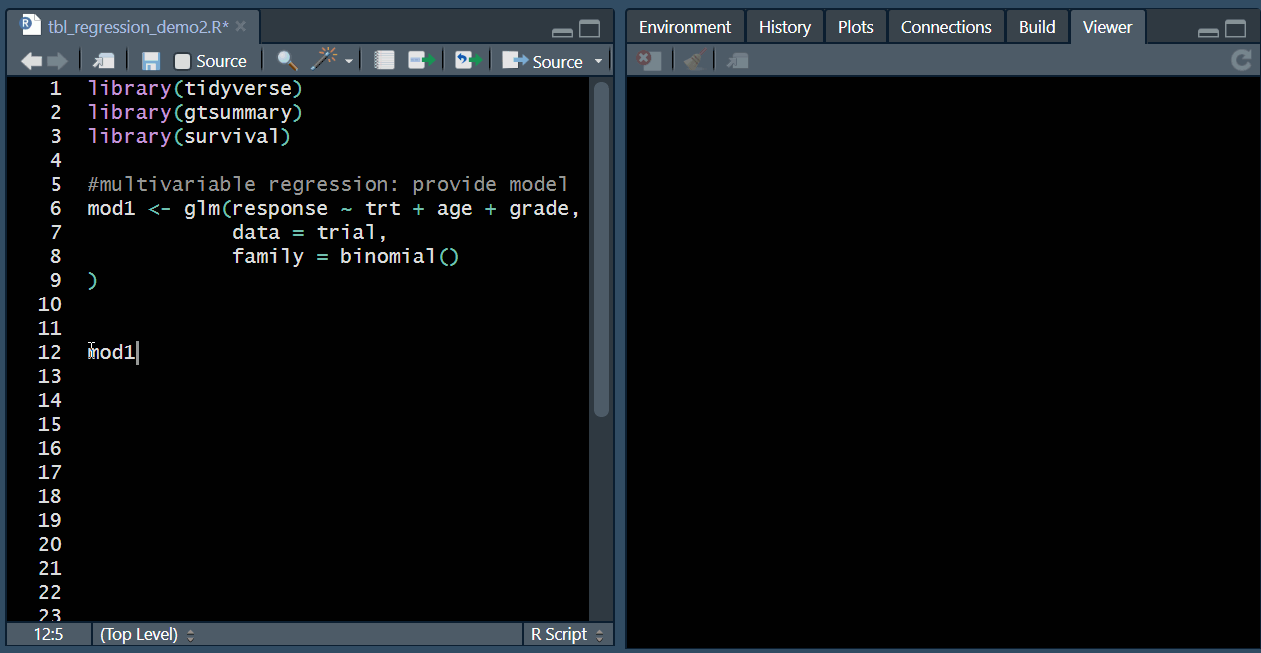 tbl_regression_demo2.R*
Source
Source
1 library(tidyverse)
2 library(gtsummary)
3 library(survival)
4
5 #multivariable regression: provide model
6 mod1 <- glm(response ~ trt + age + grade,
7 data = trial,
8 family = binomial()
9 )
10
11
12 mod1
13
14
15
16
17
18
19
20
21
22
23
12:5 (Top Level) R Script
Environment History Plots Connections Build Viewer